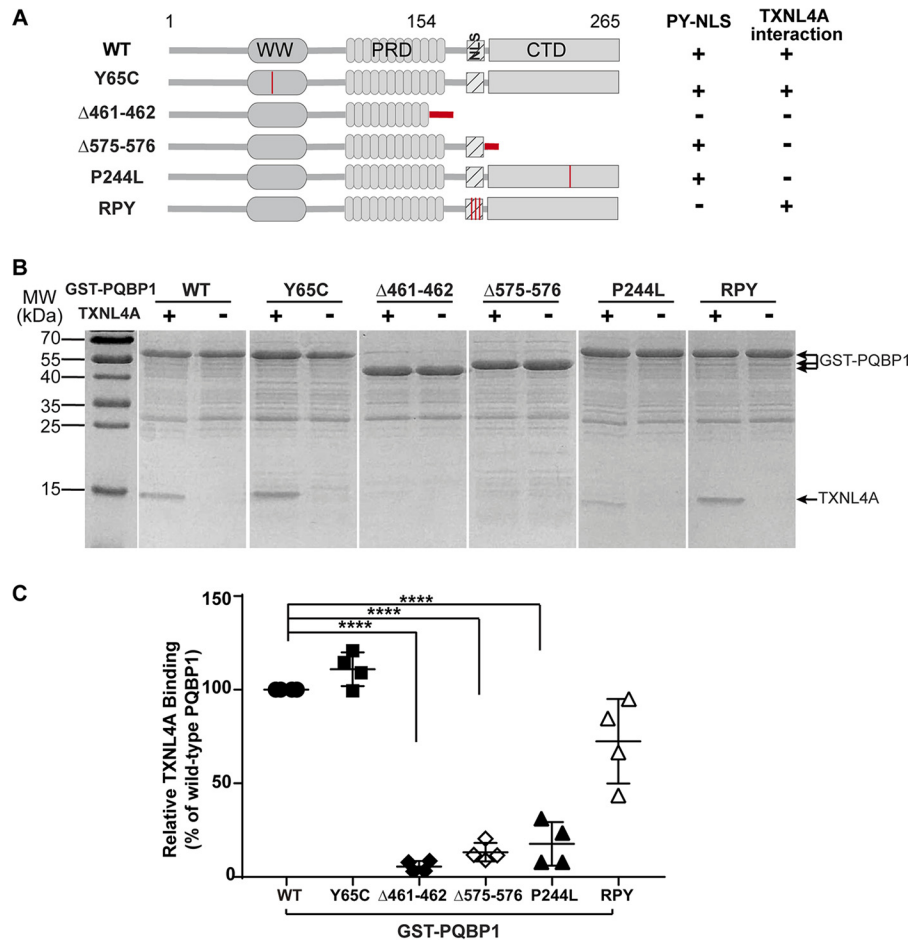 A
1 154 265
PY-NLS TXNL4A
interaction
WT WW PRD NLS CTD + +
Y65C + +
Δ461-462 - -
Δ575-576 + -
P244L + -
RPY - +
B
GST-PQBP1 WT Y65C Δ461-462 Δ575-576 P244L RPY
MW
(kDa)
TXNL4A + - + - + - + - + - + -
70
55
GST-PQBP1
40
35
25
15
TXNL4A
C
Relative TXNL4A Binding
(% of wild-type PQBP1)
150
100
50
0
****
****
****
WT Y65C Δ461-462 Δ575-576 P244L RPY
GST-PQBP1